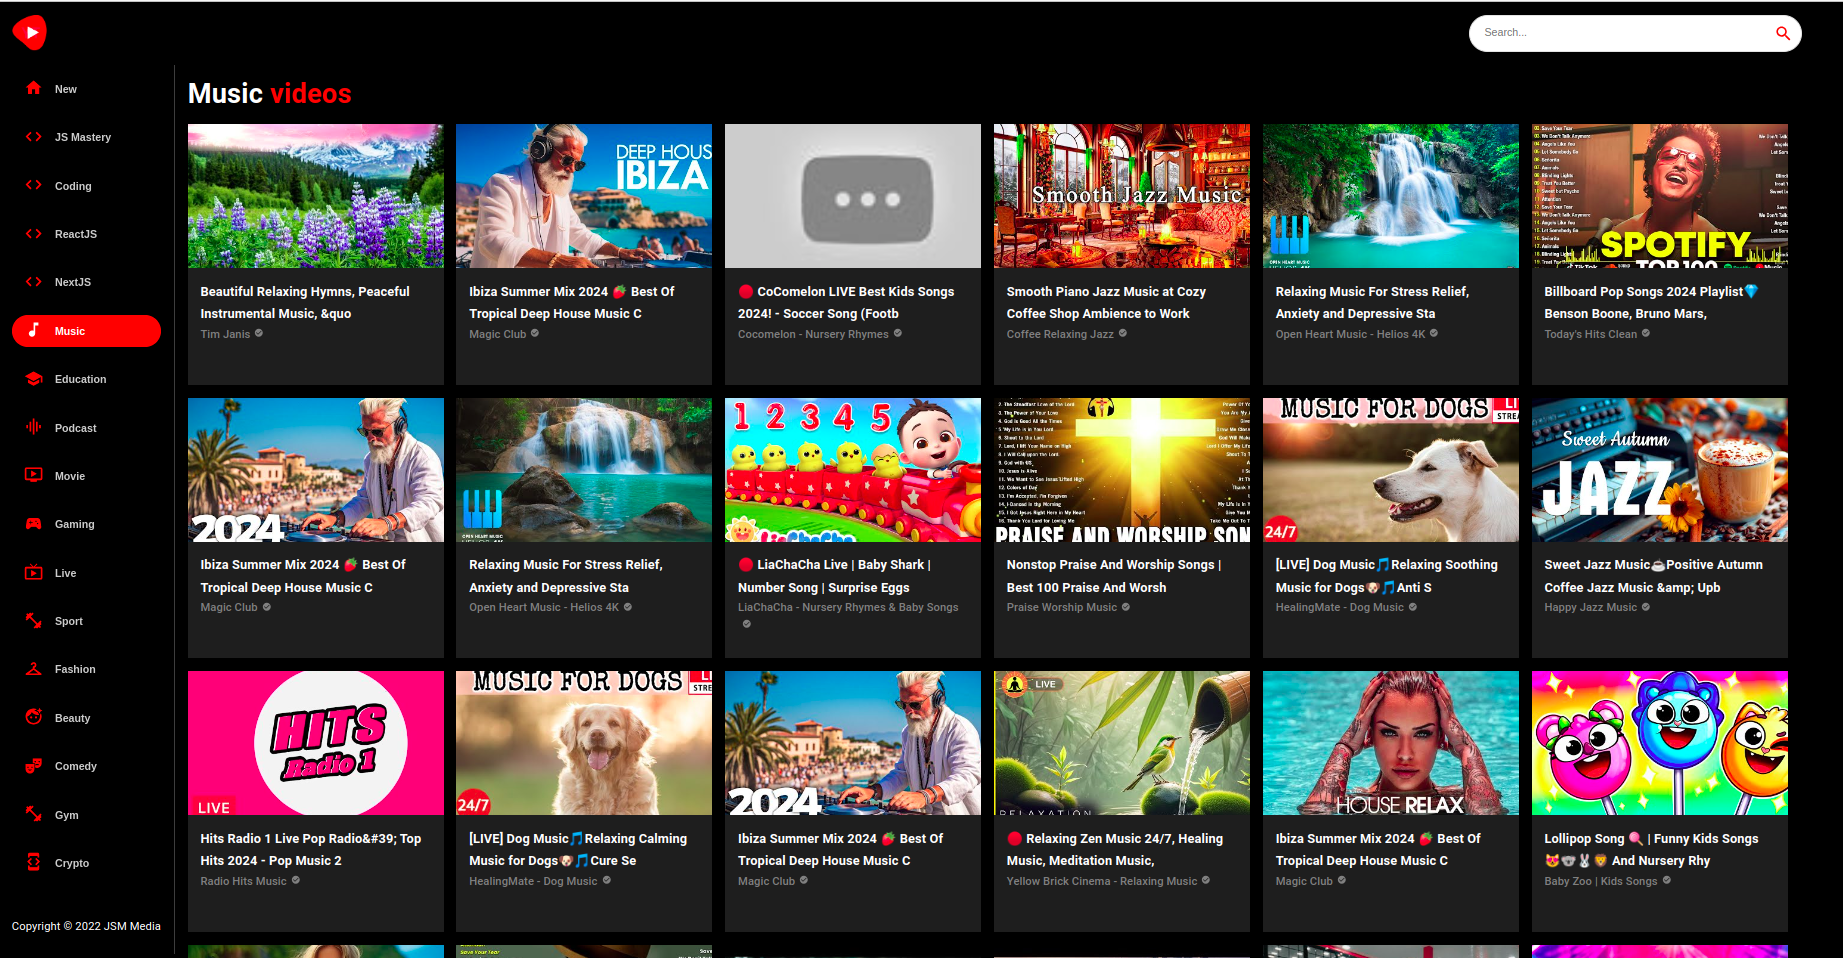 Search...
New
JS Mastery
Coding
ReactJS
NextJS
Music
Education
Podcast
Movie
Gaming
Live
Sport
Fashion
Beauty
Comedy
Gym
Crypto
Copyright © 2022 JSM Media
Music videos
DEEP HOUS
IBIZA
Smooth Jazz Music
OPEN HEART MUSIC
SPOTIFY
TOP 100
Beautiful Relaxing Hymns, Peaceful
Instrumental Music, &quo
Tim Janis
Ibiza Summer Mix 2024 🍓 Best Of
Tropical Deep House Music C
Magic Club
🔴 CoComelon LIVE Best Kids Songs
2024! - Soccer Song (Footb
Cocomelon - Nursery Rhymes
Smooth Piano Jazz Music at Cozy
Coffee Shop Ambience to Work
Coffee Relaxing Jazz
Relaxing Music For Stress Relief,
Anxiety and Depressive Sta
Open Heart Music - Helios 4K
Billboard Pop Songs 2024 Playlist💎
Benson Boone, Bruno Mars,
Today's Hits Clean
2024
OPEN HEART MUSIC
1 2 3 4 5
LiaChaCha
PRAISE AND WORSHIP SON
MUSIC FOR DOGS
LI
STREA
24/7
Sweet Autumn
JAZZ
Ibiza Summer Mix 2024 🍓 Best Of
Tropical Deep House Music C
Magic Club
Relaxing Music For Stress Relief,
Anxiety and Depressive Sta
Open Heart Music - Helios 4K
🔴 LiaChaCha Live | Baby Shark |
Number Song | Surprise Eggs
LiaChaCha - Nursery Rhymes & Baby Songs
Nonstop Praise And Worship Songs |
Best 100 Praise And Worsh
Praise Worship Music
[LIVE] Dog Music🎵Relaxing Soothing
Music for Dogs🐶🎵Anti S
HealingMate - Dog Music
Sweet Jazz Music☕Positive Autumn
Coffee Jazz Music &amp; Upb
Happy Jazz Music
HITS
Radio 1
LIVE
MUSIC FOR DOGS
LI
STRE
24/7
2024
LIVE
RELAXATION
HOUSE RELAX
Hits Radio 1 Live Pop Radio&#39; Top
Hits 2024 - Pop Music 2
Radio Hits Music
[LIVE] Dog Music🎵Relaxing Calming
Music for Dogs🐶🎵Cure Se
HealingMate - Dog Music
Ibiza Summer Mix 2024 🍓 Best Of
Tropical Deep House Music C
Magic Club
🔴 Relaxing Zen Music 24/7, Healing
Music, Meditation Music,
Yellow Brick Cinema - Relaxing Music
Ibiza Summer Mix 2024 🍓 Best Of
Tropical Deep House Music C
Magic Club
Lollipop Song 🍭 | Funny Kids Songs
😻🐨🐰🦁 And Nursery Rhy
Baby Zoo | Kids Songs
Save Your Tear